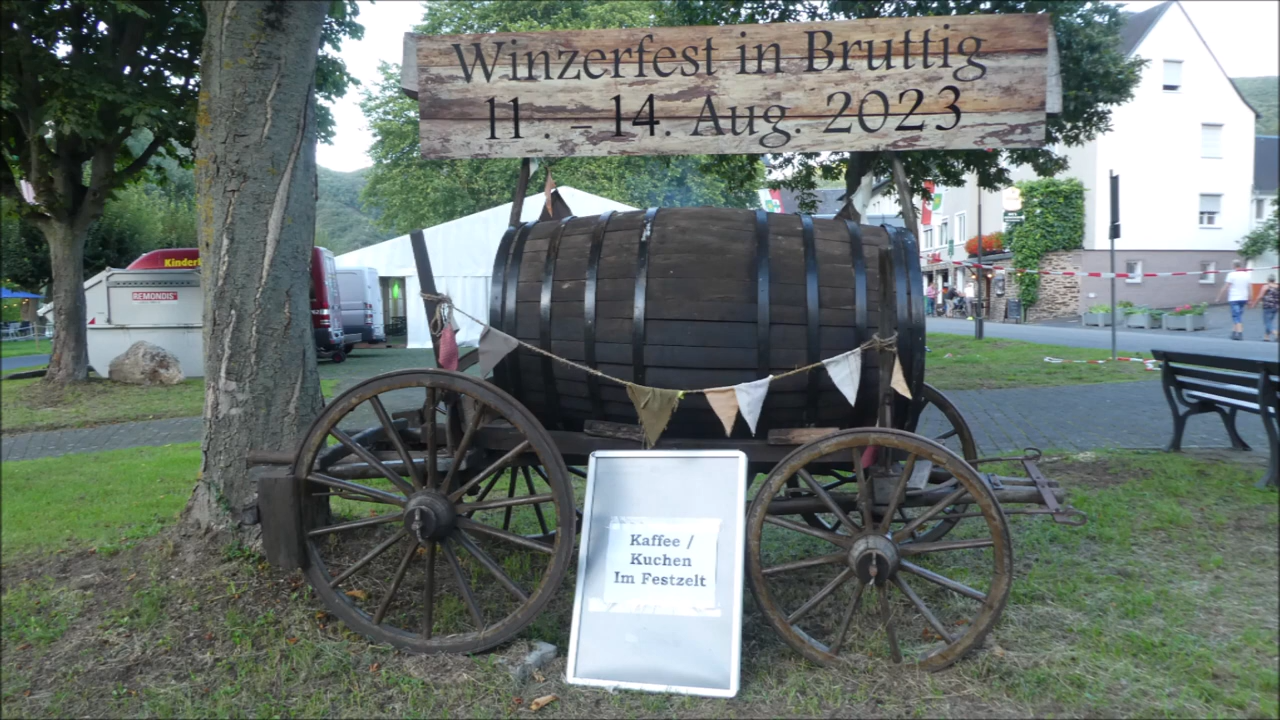 Winzerfest in Bruttig
11. - 14. Aug. 2023
Kinder
REMONDIS
Kaffee /
Kuchen
Im Festzelt